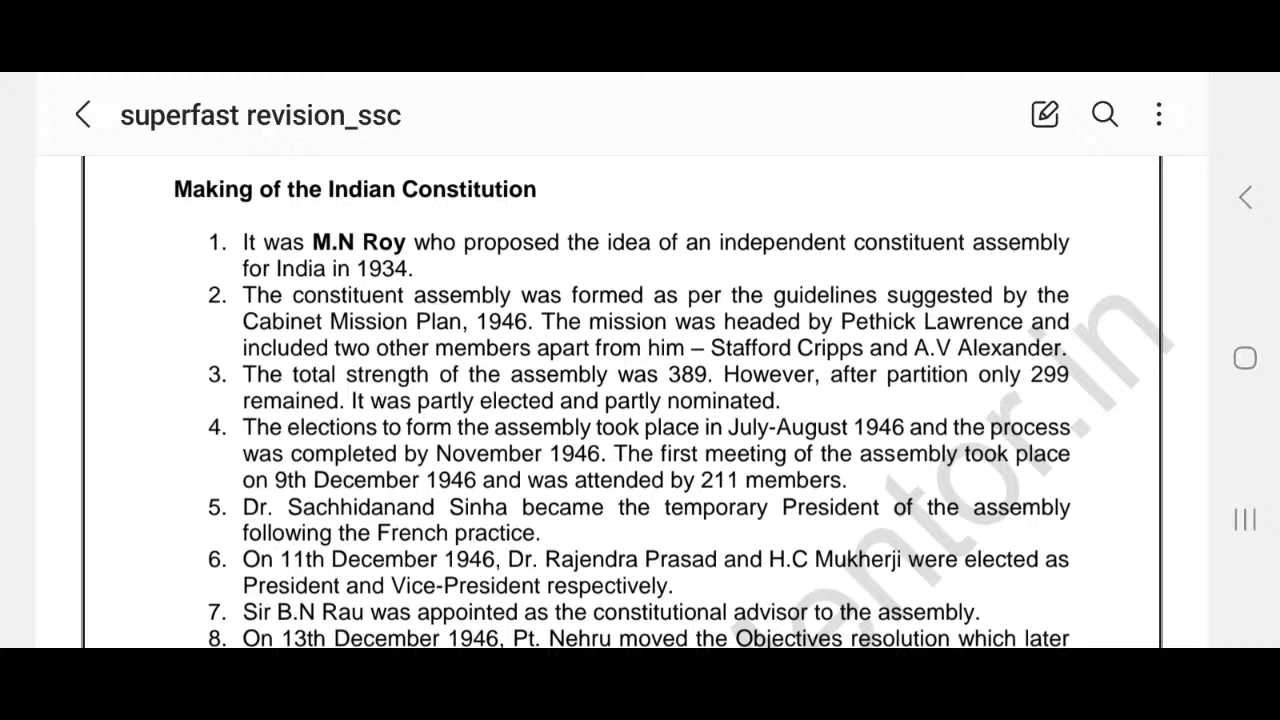 superfast revision_ssc
Making of the Indian Constitution
1. It was M.N Roy who proposed the idea of an independent constituent assembly
for India in 1934.
2. The constituent assembly was formed as per the guidelines suggested by the
Cabinet Mission Plan, 1946. The mission was headed by Pethick Lawrence and
included two other members apart from him – Stafford Cripps and A.V Alexander.
3. The total strength of the assembly was 389. However, after partition only 299
remained. It was partly elected and partly nominated.
4. The elections to form the assembly took place in July-August 1946 and the process
was completed by November 1946. The first meeting of the assembly took place
on 9th December 1946 and was attended by 211 members.
5. Dr. Sachhidanand Sinha became the temporary President of the assembly
following the French practice.
6. On 11th December 1946, Dr. Rajendra Prasad and H.C Mukherji were elected as
President and Vice-President respectively.
7. Sir B.N Rau was appointed as the constitutional advisor to the assembly.
8. On 13th December 1946, Pt. Nehru moved the Objectives resolution which later